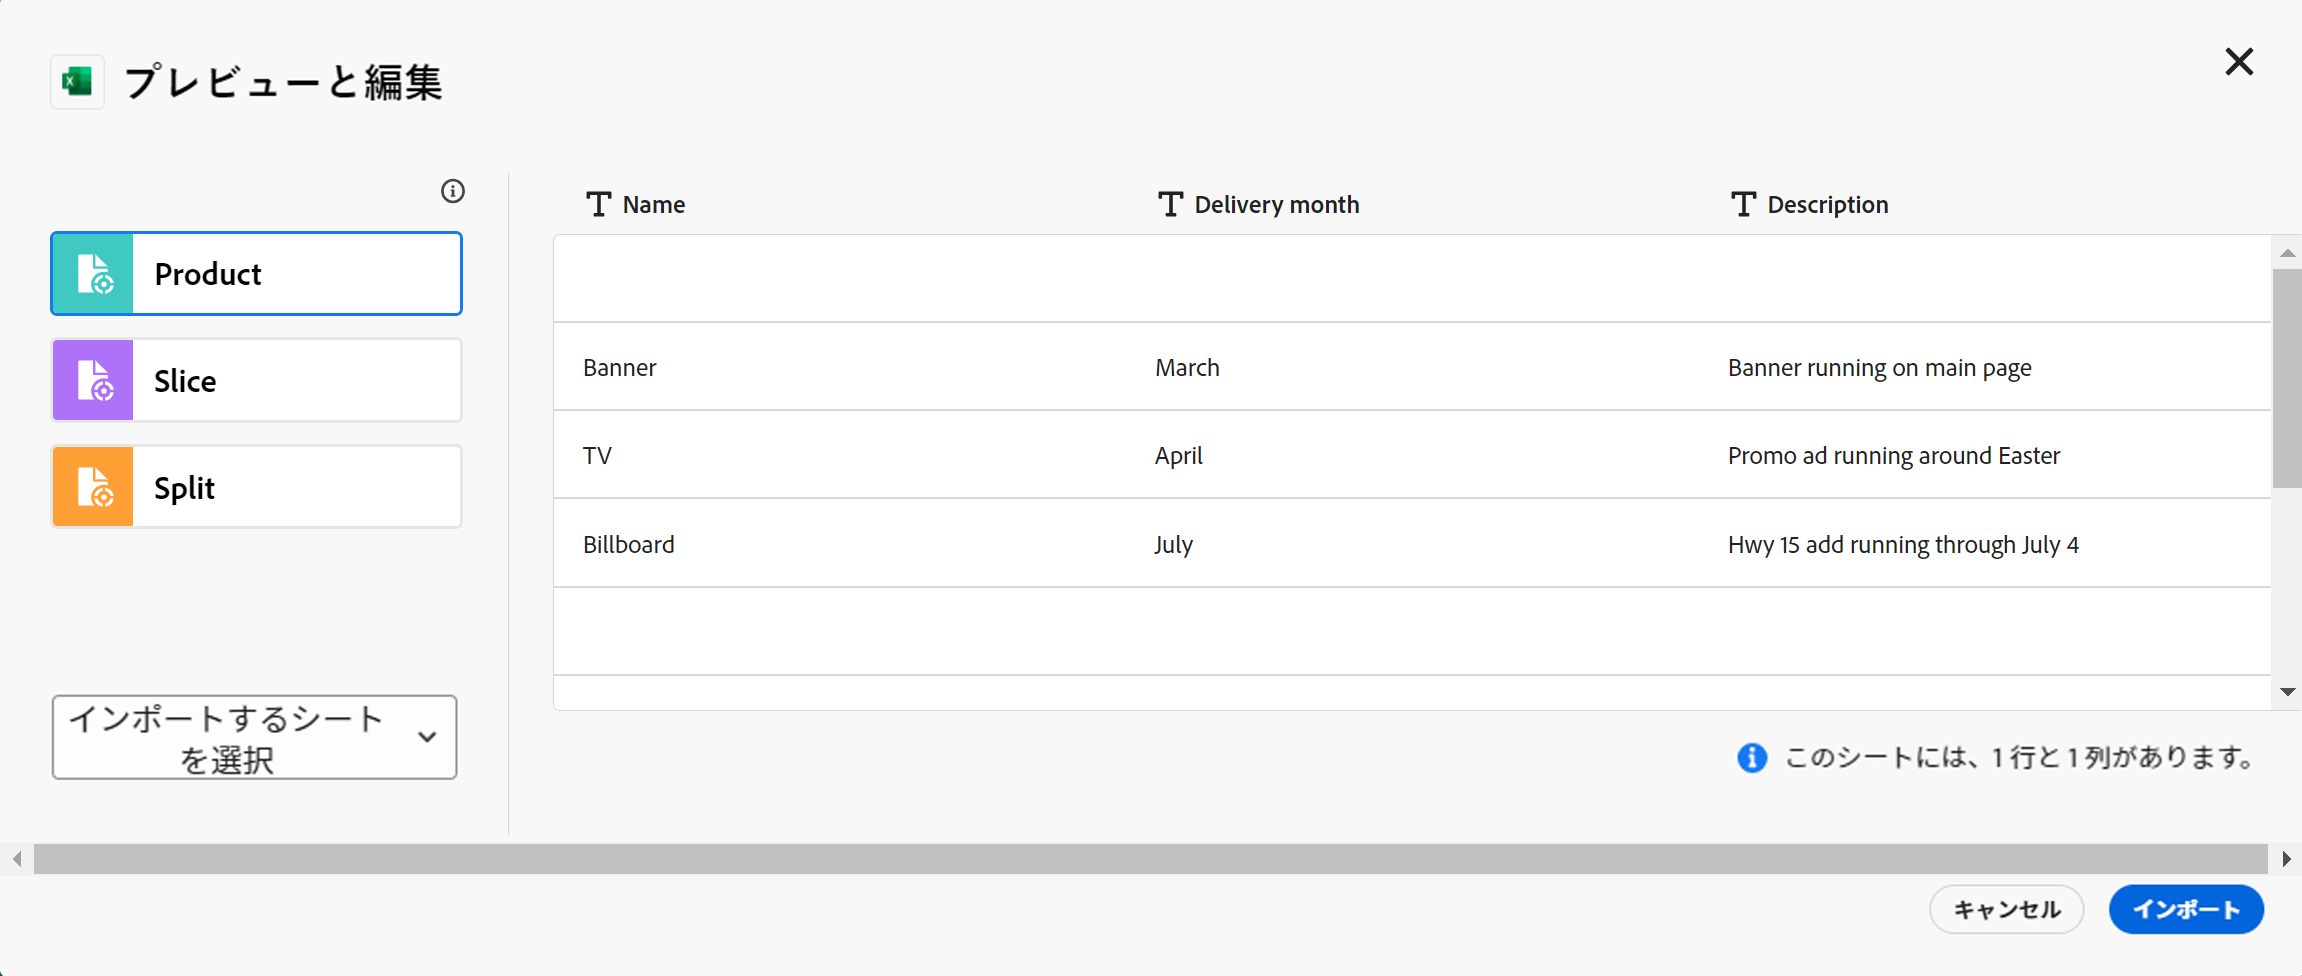 プレビューと編集
Product
Slice
Split
インポートするシート
を選択
Name Delivery month Description
Banner March Banner running on main page
TV April Promo ad running around Easter
Billboard July Hwy 15 add running through July 4
このシートには、1 行と 1 列があります。
キャンセル インポート